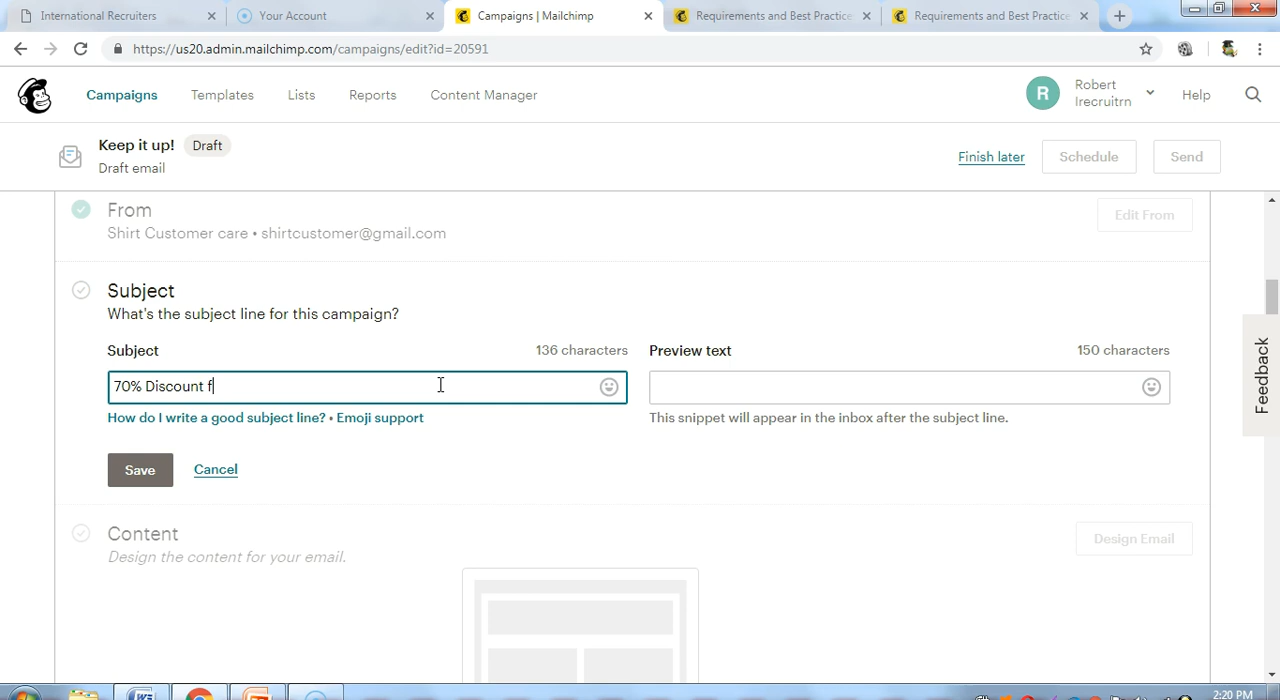 International Recruiters
Your Account
Campaigns | Mailchimp
Requirements and Best Practice
Requirements and Best Practice
https://us20.admin.mailchimp.com/campaigns/edit?id=20591
Campaigns
Templates
Lists
Reports
Content Manager
R
Robert
Irecruitrn
Help
Keep it up!
Draft
Draft email
Finish later
Schedule
Send
From
Shirt Customer care • shirtcustomer@gmail.com
Edit From
Subject
What's the subject line for this campaign?
Subject
136 characters
Preview text
150 characters
70% Discount f
How do I write a good subject line? • Emoji support
This snippet will appear in the inbox after the subject line.
Save
Cancel
Content
Design the content for your email.
Design Email
Feedback
2:20 PM